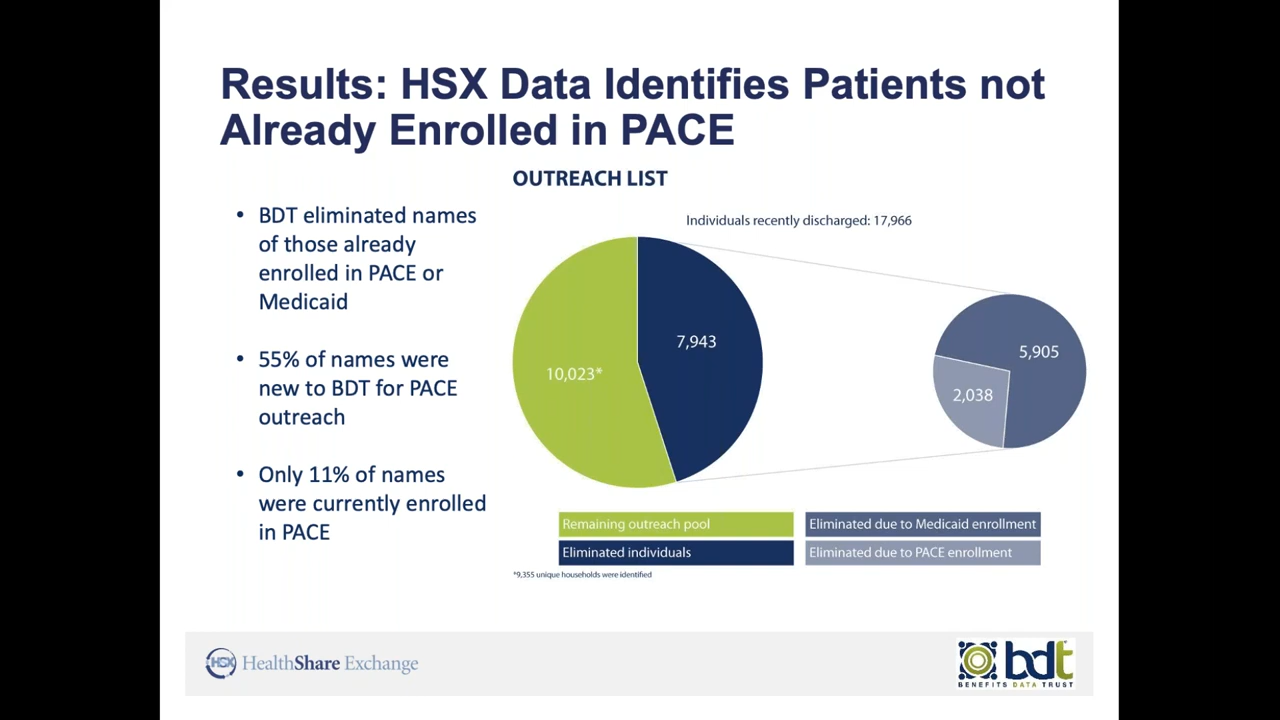 Results: HSX Data Identifies Patients not
Already Enrolled in PACE
OUTREACH LIST
• BDT eliminated names
of those already
enrolled in PACE or
Medicaid
• 55% of names were
new to BDT for PACE
outreach
• Only 11% of names
were currently enrolled
in PACE
Individuals recently discharged: 17,966
10,023*
7,943
5,905
2,038
Remaining outreach pool
Eliminated individuals
Eliminated due to Medicaid enrollment
Eliminated due to PACE enrollment
*9,355 unique households were identified
HSX HealthShare Exchange
bdt
BENEFITS DATA TRUST